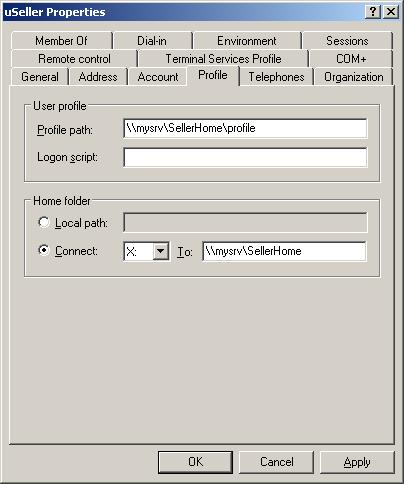 uSeller Properties
Member Of Dial-in Environment Sessions
Remote control Terminal Services Profile COM+
General Address Account Profile Telephones Organization
User profile
Profile path: \\mysrv\SellerHome\profile
Logon script:
Home folder
Local path:
Connect: X: To: \\mysrv\SellerHome
OK Cancel Apply